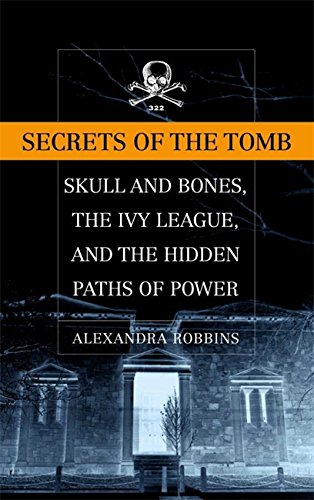 322
SECRETS OF THE TOMB
SKULL AND BONES,
THE IVY LEAGUE,
AND THE HIDDEN
PATHS OF POWER
ALEXANDRA ROBBINS